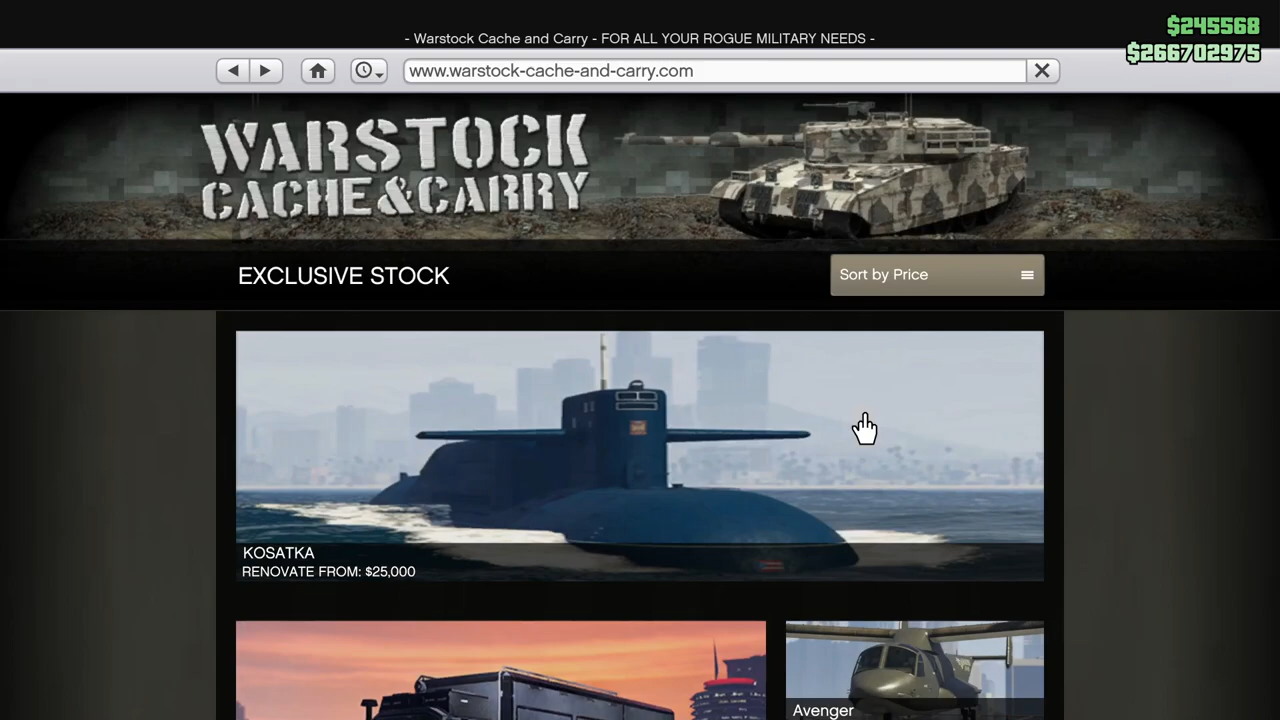 - Warstock Cache and Carry - FOR ALL YOUR ROGUE MILITARY NEEDS -
$245568
$266702975
www.warstock-cache-and-carry.com
WARSTOCK
CACHE&CARRY
EXCLUSIVE STOCK
Sort by Price
KOSATKA
RENOVATE FROM: $25,000
Avenger